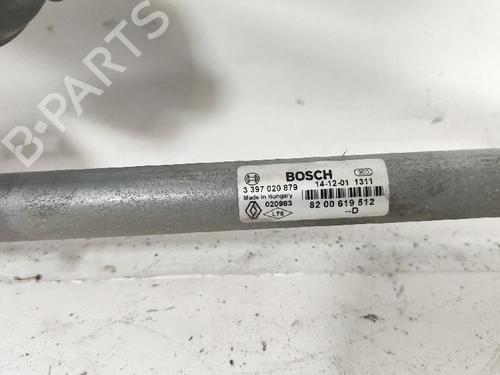 B-PARTS
BOSCH
3 397 020 879 14-12-01 1311
Made in Hungary
020963 82 00 619 512
--D